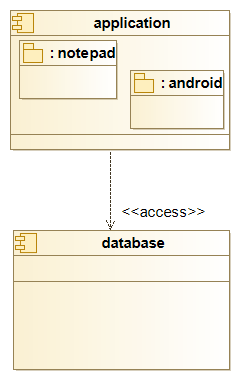 application
: notepad
: android
<<access>>
database